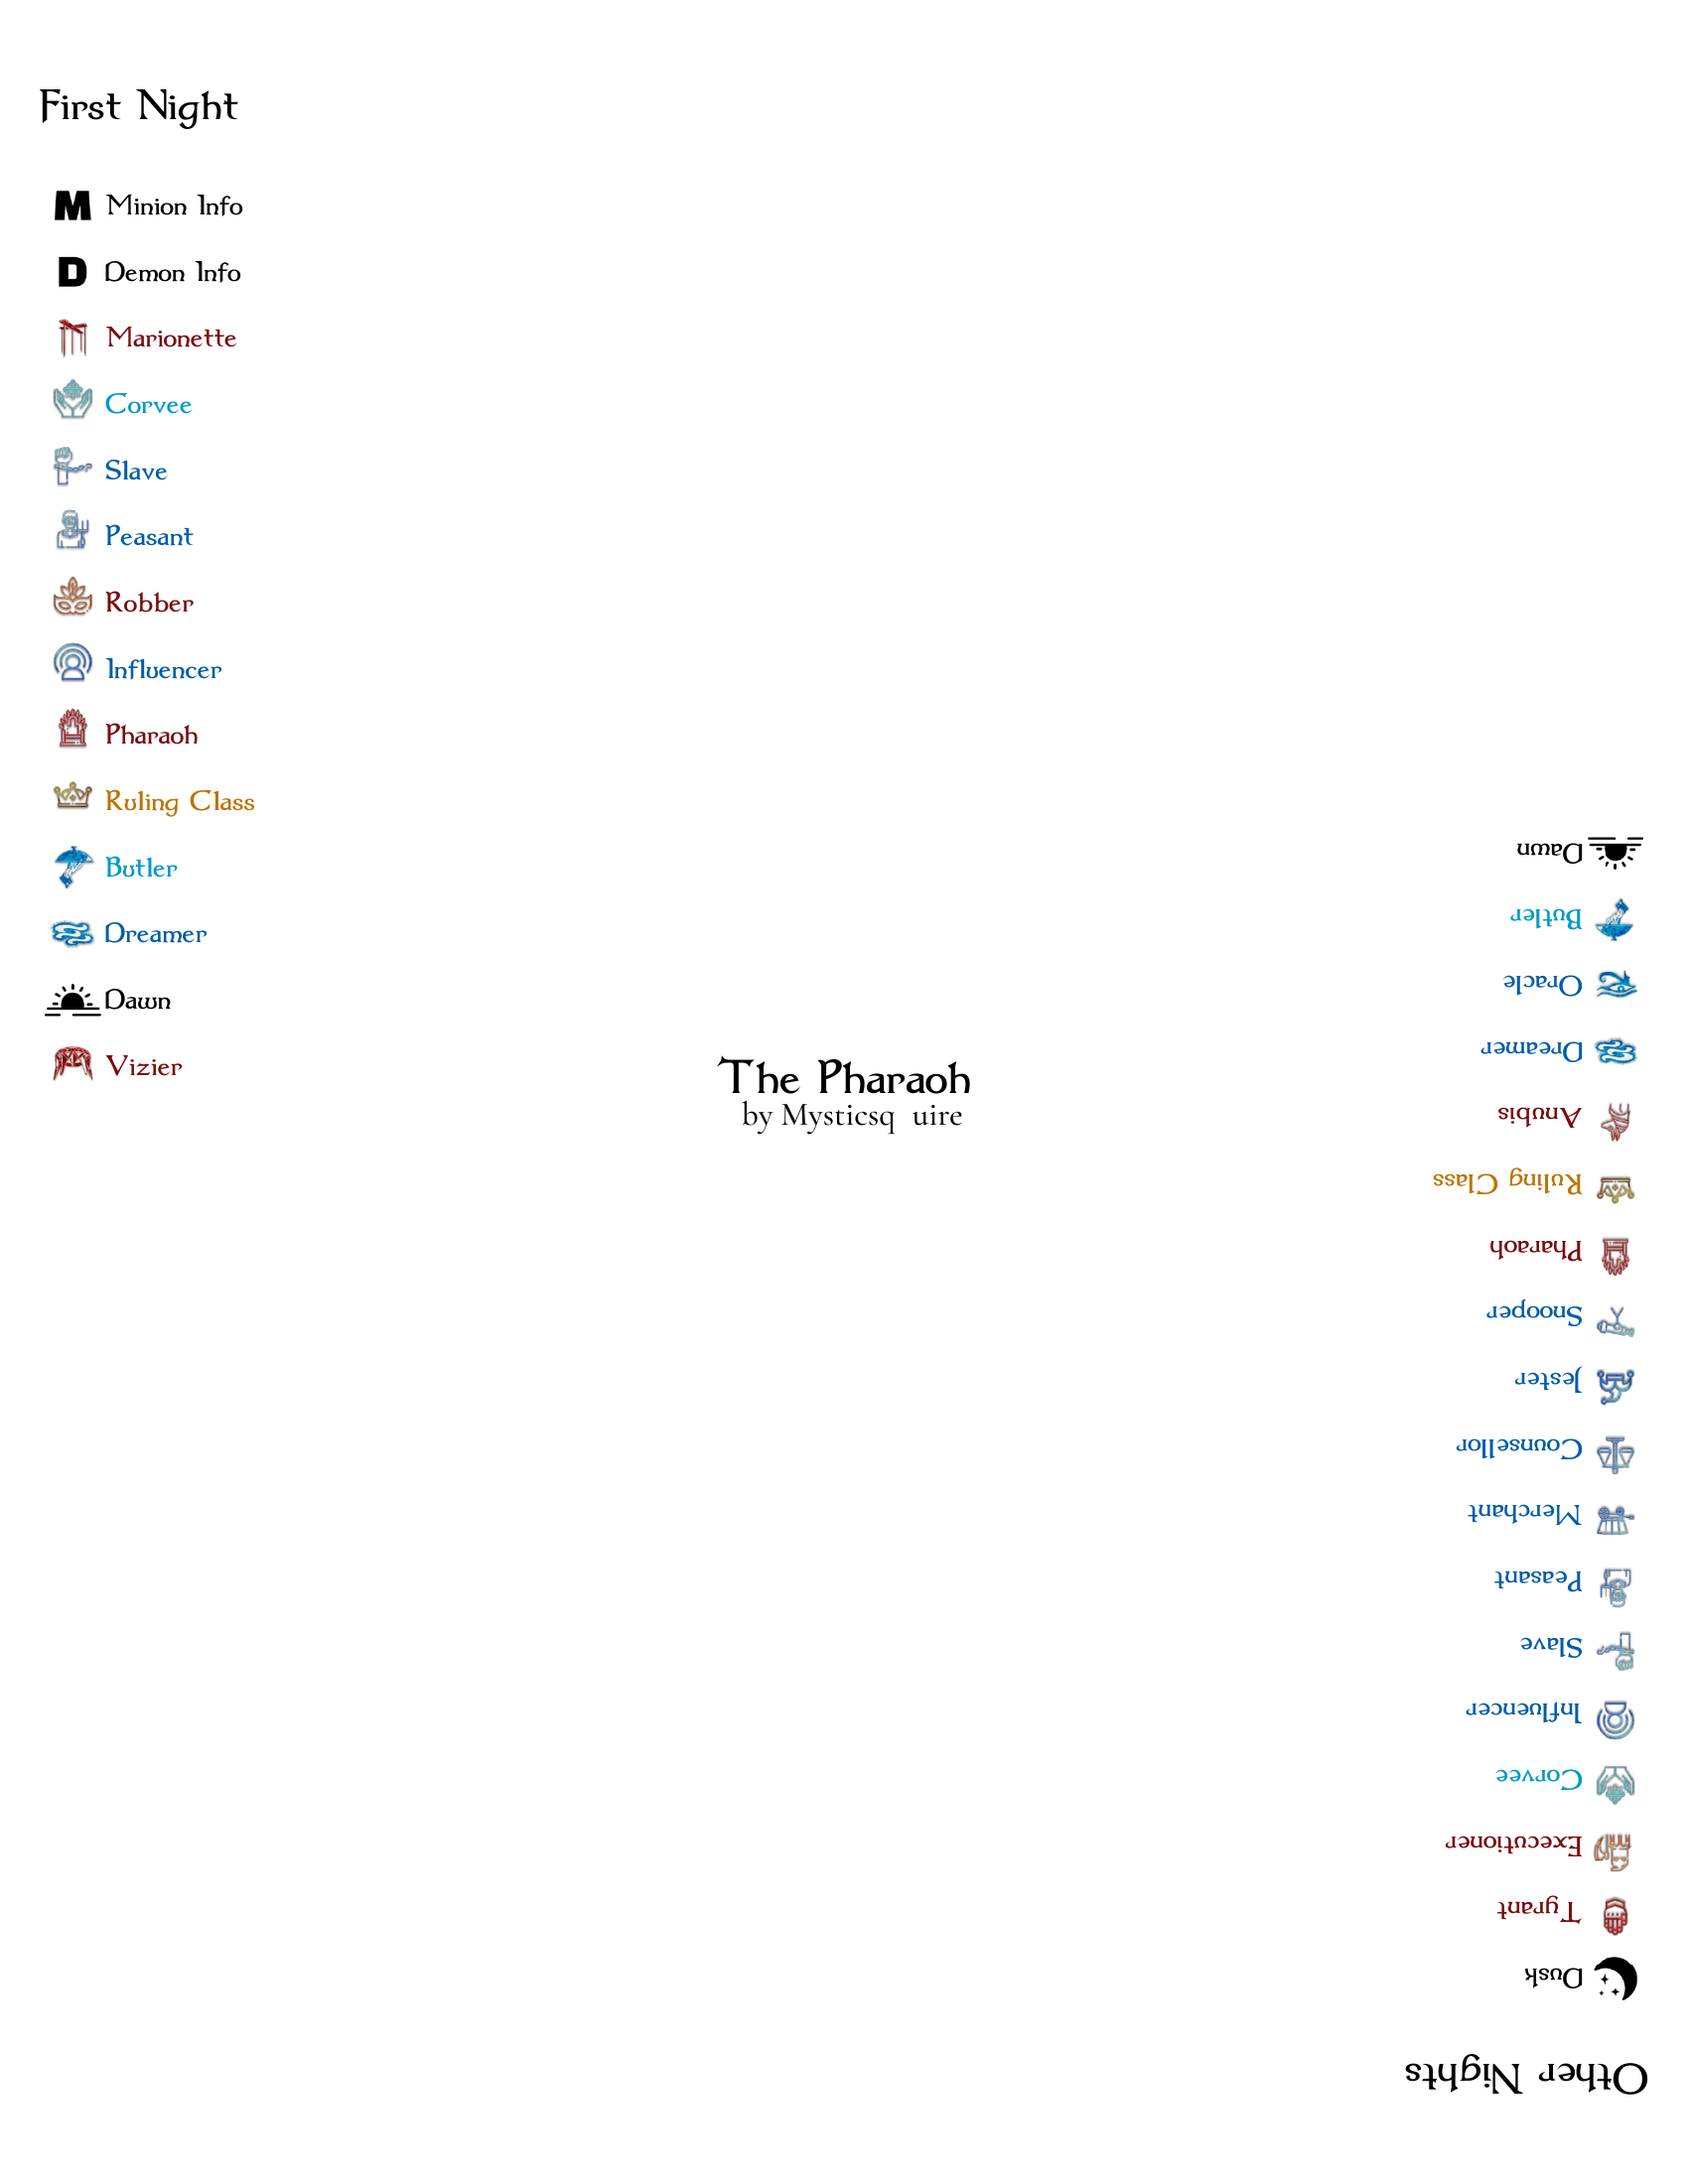 First Night
M Minion Info
D Demon Info
Marionette
Corvee
Slave
Peasant
Robber
Influencer
Pharaoh
Ruling Class
Butler
Dreamer
Dawn
Vizier
The Pharaoh
by Mysticsq uire
Other Nights
Dusk
Tyrant
Executioner
Corvee
Influencer
Slave
Peasant
Merchant
Counsellor
Jester
Snooper
Pharaoh
Ruling Class
Anubis
Dreamer
Oracle
Butler
Dawn